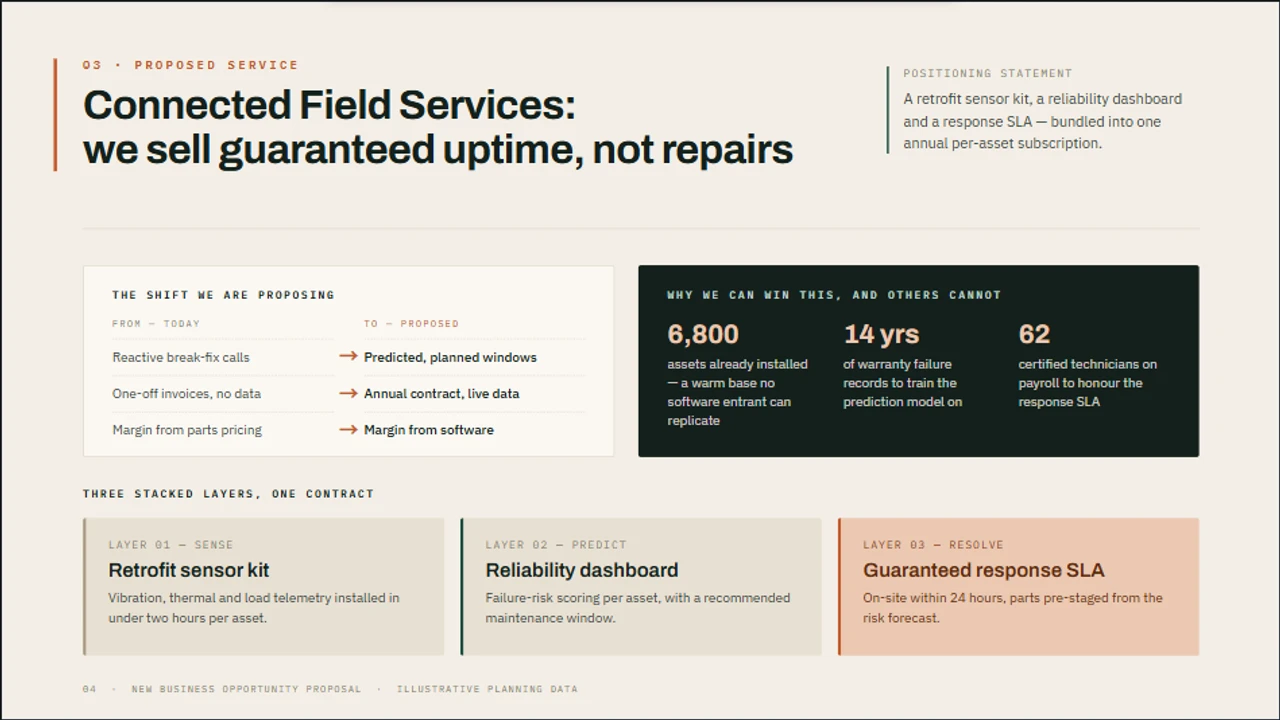 03 · PROPOSED SERVICE
Connected Field Services:
we sell guaranteed uptime, not repairs
POSITIONING STATEMENT
A retrofit sensor kit, a reliability dashboard
and a response SLA — bundled into one
annual per-asset subscription.
THE SHIFT WE ARE PROPOSING
FROM — TODAY
TO — PROPOSED
Reactive break-fix calls → Predicted, planned windows
One-off invoices, no data → Annual contract, live data
Margin from parts pricing → Margin from software
WHY WE CAN WIN THIS, AND OTHERS CANNOT
6,800
assets already installed
— a warm base no
software entrant can
replicate
14 yrs
of warranty failure
records to train the
prediction model on
62
certified technicians on
payroll to honour the
response SLA
THREE STACKED LAYERS, ONE CONTRACT
LAYER 01 — SENSE
Retrofit sensor kit
Vibration, thermal and load telemetry installed in
under two hours per asset.
LAYER 02 — PREDICT
Reliability dashboard
Failure-risk scoring per asset, with a recommended
maintenance window.
LAYER 03 — RESOLVE
Guaranteed response SLA
On-site within 24 hours, parts pre-staged from the
risk forecast.
04 · NEW BUSINESS OPPORTUNITY PROPOSAL · ILLUSTRATIVE PLANNING DATA